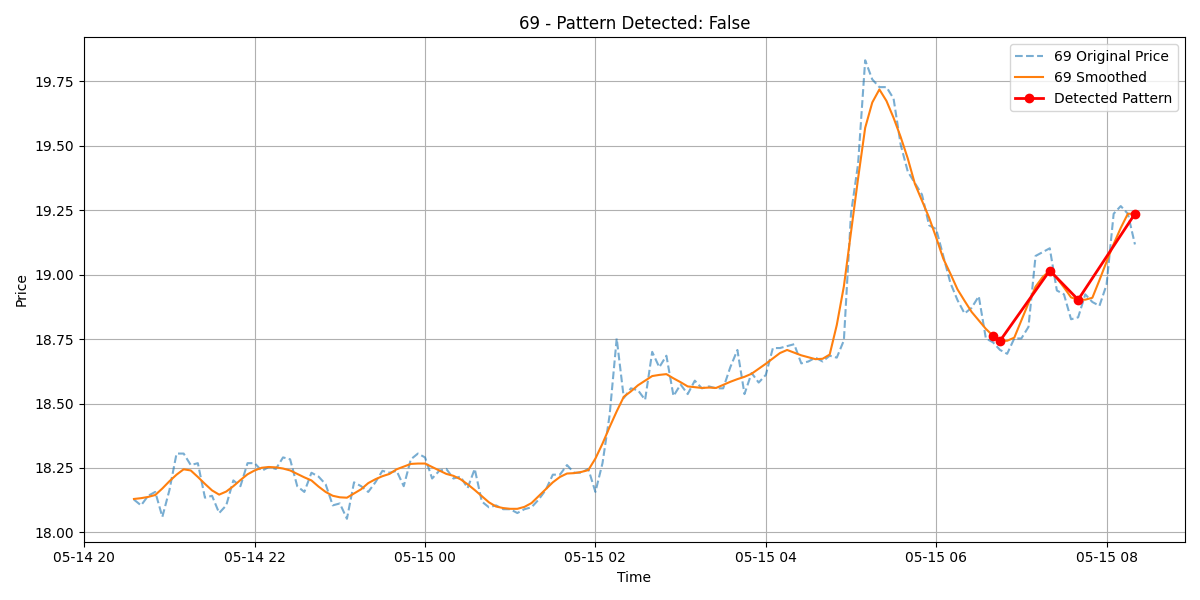 69 - Pattern Detected: False
69 Original Price
69 Smoothed
Detected Pattern
Price
19.75
19.50
19.25
19.00
18.75
18.50
18.25
18.00
05-14 20 05-14 22 05-15 00 05-15 02 05-15 04 05-15 06 05-15 08
Time